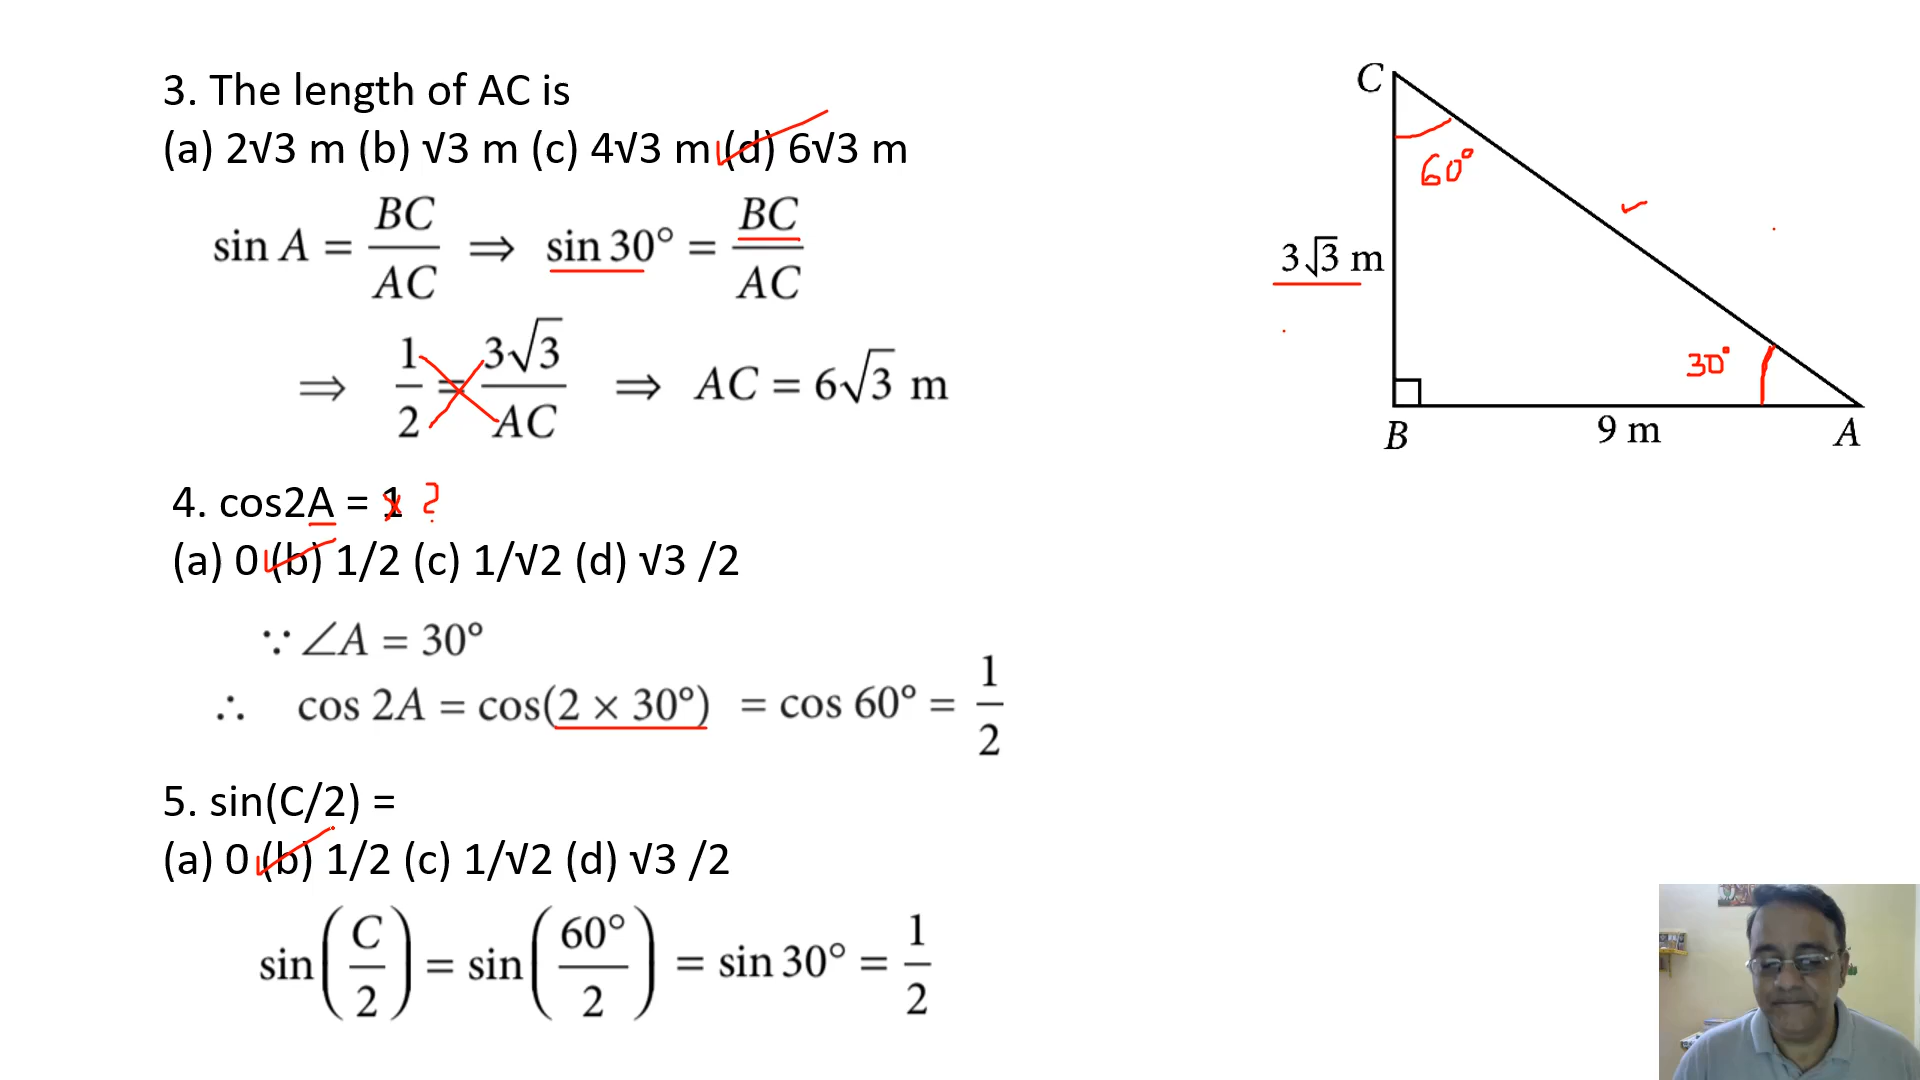 3. The length of AC is
(a) 2√3 m (b) √3 m (c) 4√3 m (d) 6√3 m
sin A = BC/AC ⇒ sin 30° = BC/AC
⇒ 1/2 = 3√3/AC ⇒ AC = 6√3 m
4. cos2A = 1 ?
(a) 0 (b) 1/2 (c) 1/√2 (d) √3 /2
∵ ∠A = 30°
∴ cos 2A = cos(2 × 30°) = cos 60° = 1/2
5. sin(C/2) =
(a) 0 (b) 1/2 (c) 1/√2 (d) √3 /2
sin(C/2) = sin(60°/2) = sin 30° = 1/2
C
60°
3√3 m
30°
B
9 m
A